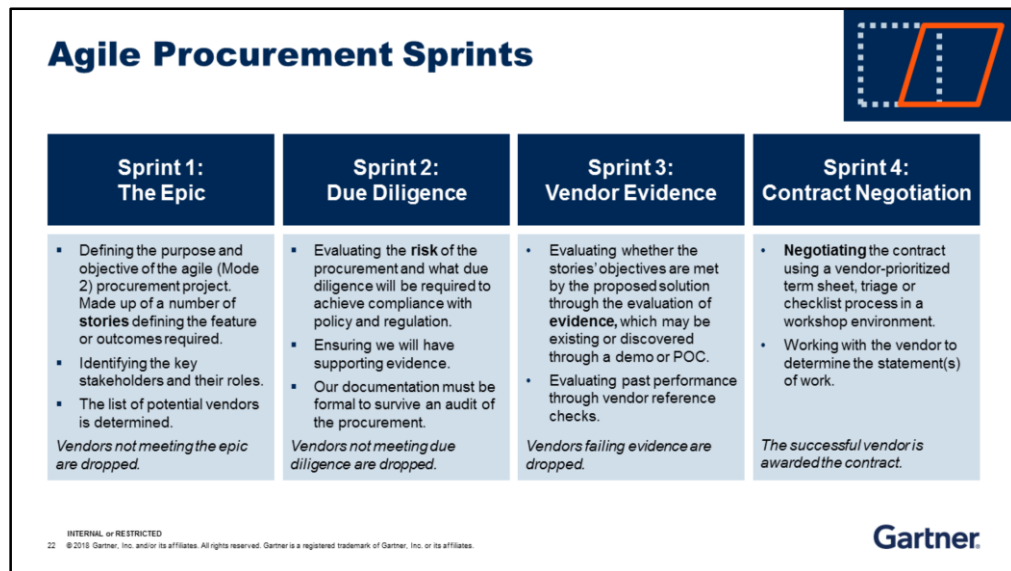 Agile Procurement Sprints
Sprint 1:
The Epic
▪ Defining the purpose and
objective of the agile (Mode
2) procurement project.
Made up of a number of
stories defining the feature
or outcomes required.
▪ Identifying the key
stakeholders and their roles.
▪ The list of potential vendors
is determined.
Vendors not meeting the epic
are dropped.
Sprint 2:
Due Diligence
▪ Evaluating the risk of the
procurement and what due
diligence will be required to
achieve compliance with
policy and regulation.
▪ Ensuring we will have
supporting evidence.
▪ Our documentation must be
formal to survive an audit of
the procurement.
Vendors not meeting due
diligence are dropped.
Sprint 3:
Vendor Evidence
• Evaluating whether the
stories' objectives are met
by the proposed solution
through the evaluation of
evidence, which may be
existing or discovered
through a demo or POC.
• Evaluating past performance
through vendor reference
checks.
Vendors failing evidence are
dropped.
Sprint 4:
Contract Negotiation
• Negotiating the contract
using a vendor-prioritized
term sheet, triage or
checklist process in a
workshop environment.
• Working with the vendor to
determine the statement(s)
of work.
The successful vendor is
awarded the contract.
INTERNAL or RESTRICTED
22 © 2018 Gartner, Inc. and/or its affiliates. All rights reserved. Gartner is a registered trademark of Gartner, Inc. or its affiliates.
Gartner®